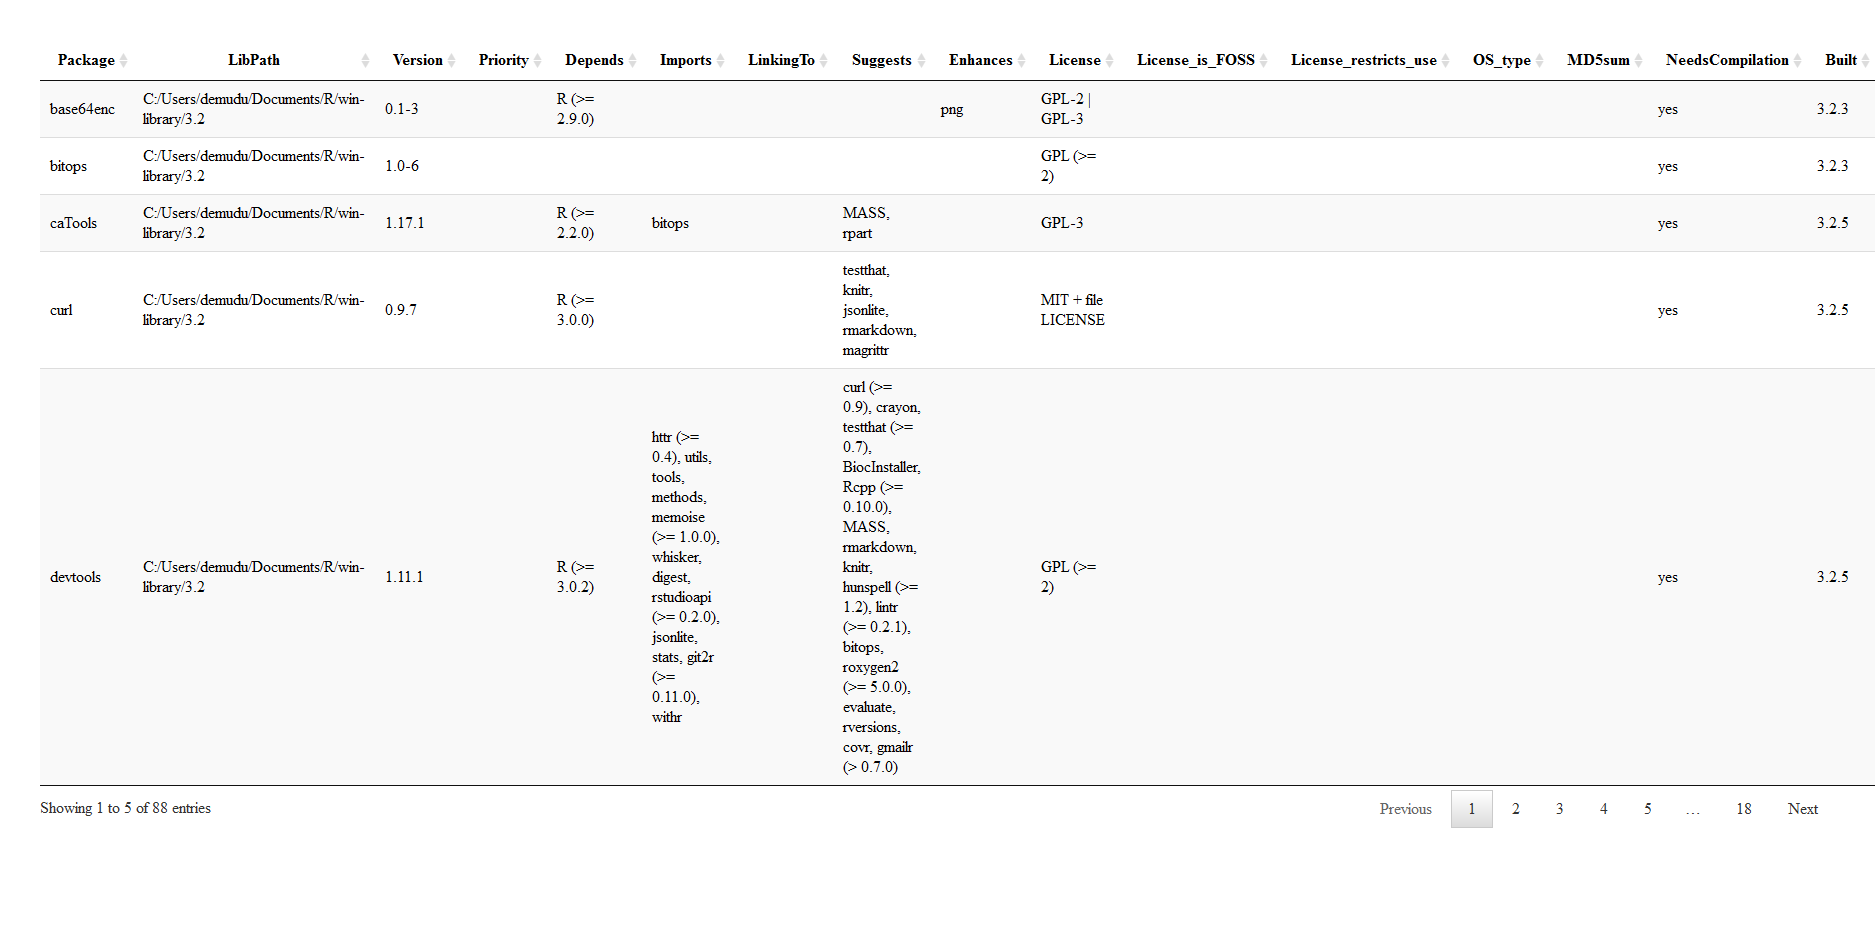 Package LibPath Version Priority Depends Imports LinkingTo Suggests Enhances License License_is_FOSS License_restricts_use OS_type MD5sum NeedsCompilation Built
base64enc C:/Users/demudu/Documents/R/win-library/3.2 0.1-3 R (>= 2.9.0) png GPL-2 | GPL-3 yes 3.2.3
bitops C:/Users/demudu/Documents/R/win-library/3.2 1.0-6 GPL (>= 2) yes 3.2.3
caTools C:/Users/demudu/Documents/R/win-library/3.2 1.17.1 R (>= 2.2.0) bitops MASS, rpart GPL-3 yes 3.2.5
curl C:/Users/demudu/Documents/R/win-library/3.2 0.9.7 R (>= 3.0.0) testthat, knitr, jsonlite, rmarkdown, magrittr MIT + file LICENSE yes 3.2.5
devtools C:/Users/demudu/Documents/R/win-library/3.2 1.11.1 R (>= 3.0.2) httr (>= 0.4), utils, tools, methods, memoise (>= 1.0.0), whisker, digest, rstudioapi (>= 0.2.0), jsonlite, stats, git2r (>= 0.11.0), withr curl (>= 0.9), crayon, testthat (>= 0.7), BiocInstaller, Rcpp (>= 0.10.0), MASS, rmarkdown, knitr, hunspell (>= 1.2), lintr (>= 0.2.1), bitops, roxygen2 (>= 5.0.0), evaluate, rversions, covr, gmailr (> 0.7.0) GPL (>= 2) yes 3.2.5
Showing 1 to 5 of 88 entries Previous 1 2 3 4 5 … 18 Next